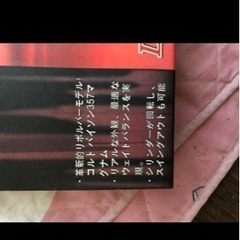 ・革新的リボルバーモデル
コルトパイソン357マ
グナム
・リアルな外観、最適な
ウェイトバランスを実
現。
・シリンダーが回転し、
スイングアウトも可能